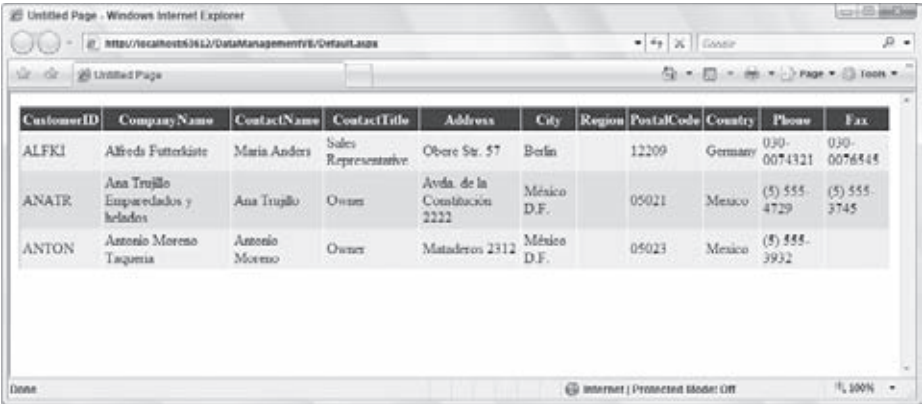 Untitled Page - Windows Internet Explorer
http://localhost:63612/DataManagementVB/Default.aspx
Google
Untitled Page
Page
Tools
CustomerID CompanyName ContactName ContactTitle Address City Region PostalCode Country Phone Fax
ALFKI Alfreds Futterkiste Maria Anders Sales Representative Obere Str. 57 Berlin 12209 Germany 030-0074321 030-0076545
ANATR Ana Trujillo Emparedados y helados Ana Trujillo Owner Avda. de la Constitución 2222 México D.F. 05021 Mexico (5) 555-4729 (5) 555-3745
ANTON Antonio Moreno Taquería Antonio Moreno Owner Mataderos 2312 México D.F. 05023 Mexico (5) 555-3932
Done
Internet | Protected Mode: Off
100%